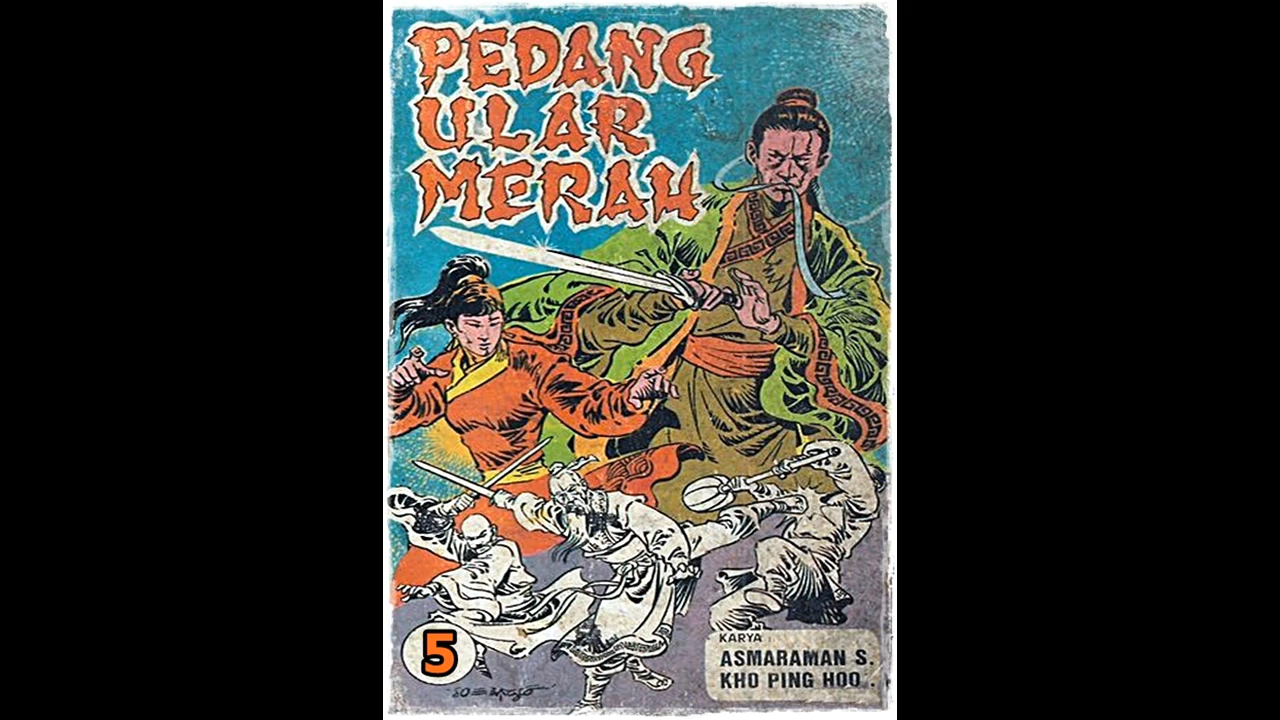 PEDANG
ULAR
MERAH
5
KARYA
ASMARAMAN S.
KHO PING HOO.